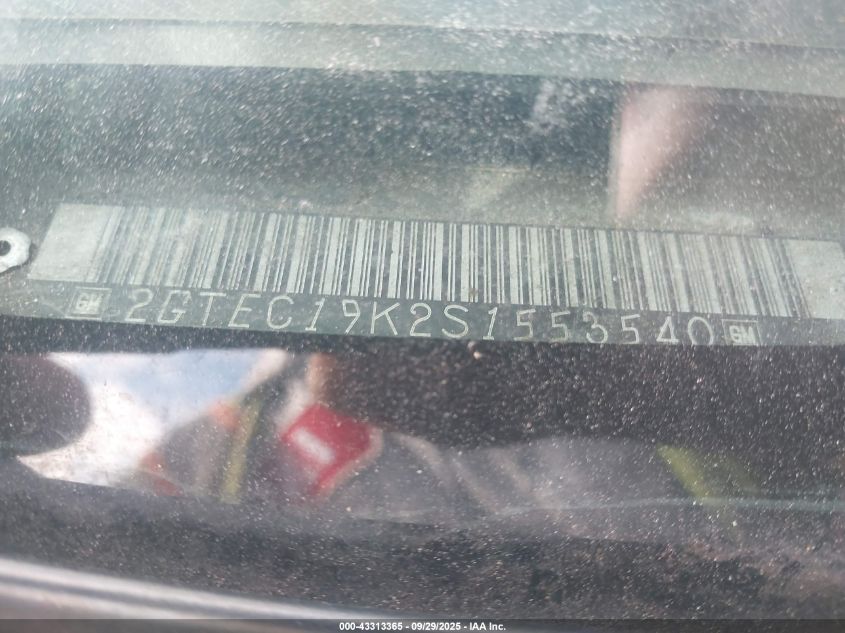 GM 2GTEC19K2S1553540 GM
000-43313365 - 09/29/2025 - IAA Inc.